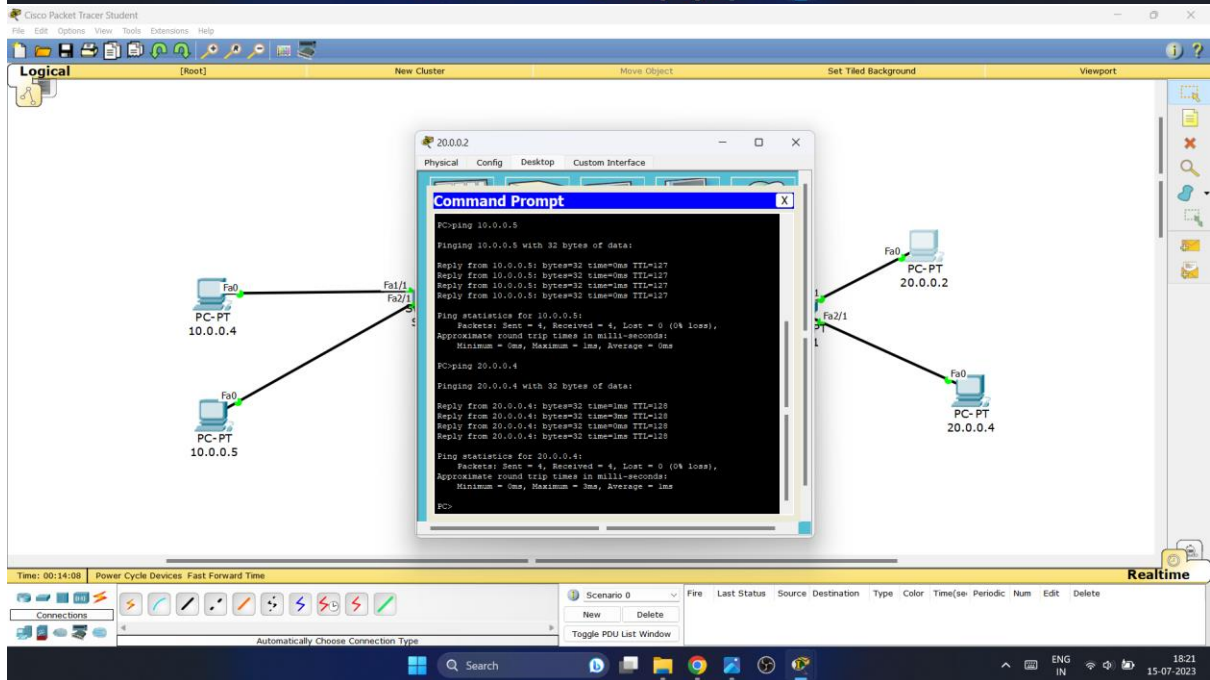 Cisco Packet Tracer Student
File Edit Options View Tools Extensions Help
Logical [Root] New Cluster Move Object Set Tiled Background Viewport
20.0.0.2
Physical Config Desktop Custom Interface
Command Prompt X
PC>ping 10.0.0.5
Pinging 10.0.0.5 with 32 bytes of data:
Reply from 10.0.0.5: bytes=32 time=0ms TTL=127
Reply from 10.0.0.5: bytes=32 time=0ms TTL=127
Reply from 10.0.0.5: bytes=32 time=1ms TTL=127
Reply from 10.0.0.5: bytes=32 time=0ms TTL=127
Ping statistics for 10.0.0.5:
Packets: Sent = 4, Received = 4, Lost = 0 (0% loss),
Approximate round trip times in milli-seconds:
Minimum = 0ms, Maximum = 1ms, Average = 0ms
PC>ping 20.0.0.4
Pinging 20.0.0.4 with 32 bytes of data:
Reply from 20.0.0.4: bytes=32 time=1ms TTL=128
Reply from 20.0.0.4: bytes=32 time=3ms TTL=128
Reply from 20.0.0.4: bytes=32 time=0ms TTL=128
Reply from 20.0.0.4: bytes=32 time=1ms TTL=128
Ping statistics for 20.0.0.4:
Packets: Sent = 4, Received = 4, Lost = 0 (0% loss),
Approximate round trip times in milli-seconds:
Minimum = 0ms, Maximum = 3ms, Average = 1ms
PC>
Fa0
PC-PT
10.0.0.4
Fa1/1
Fa2/1
Fa0
PC-PT
10.0.0.5
Fa0
PC-PT
20.0.0.2
Fa2/1
Fa0
PC-PT
20.0.0.4
Time: 00:14:08 Power Cycle Devices Fast Forward Time Realtime
Connections
Automatically Choose Connection Type
Scenario 0
New Delete
Toggle PDU List Window
Fire Last Status Source Destination Type Color Time(se Periodic Num Edit Delete
Search
ENG
IN
18:21
15-07-2023